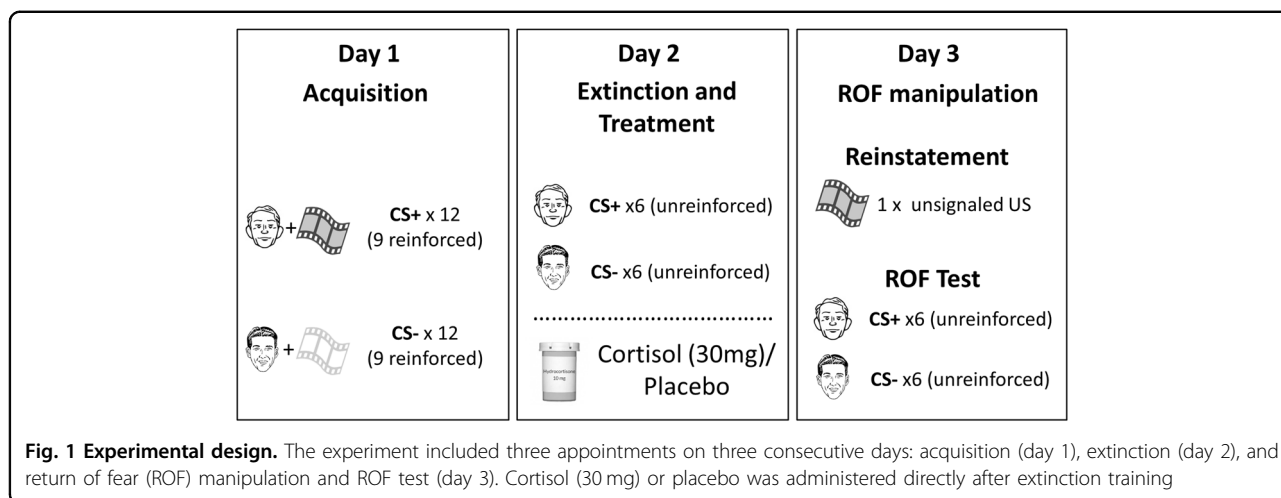 Day 1
Acquisition
+
CS+ x 12
(9 reinforced)
+
CS- x 12
(9 reinforced)
Day 2
Extinction and
Treatment
CS+ x6 (unreinforced)
CS- x6 (unreinforced)
Hydrocortisone
10 mg
Cortisol (30mg)/
Placebo
Day 3
ROF manipulation
Reinstatement
1 x unsignaled US
ROF Test
CS+ x6 (unreinforced)
CS- x6 (unreinforced)
Fig. 1 Experimental design. The experiment included three appointments on three consecutive days: acquisition (day 1), extinction (day 2), and
return of fear (ROF) manipulation and ROF test (day 3). Cortisol (30 mg) or placebo was administered directly after extinction training